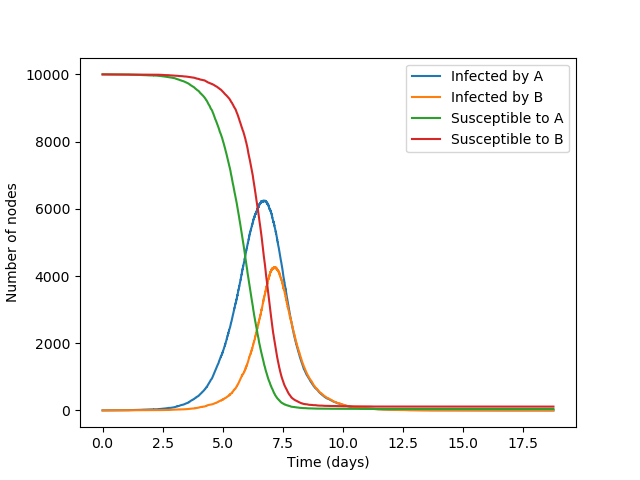 10000
8000
6000
4000
2000
0
Number of nodes
Infected by A
Infected by B
Susceptible to A
Susceptible to B
0.0 2.5 5.0 7.5 10.0 12.5 15.0 17.5
Time (days)